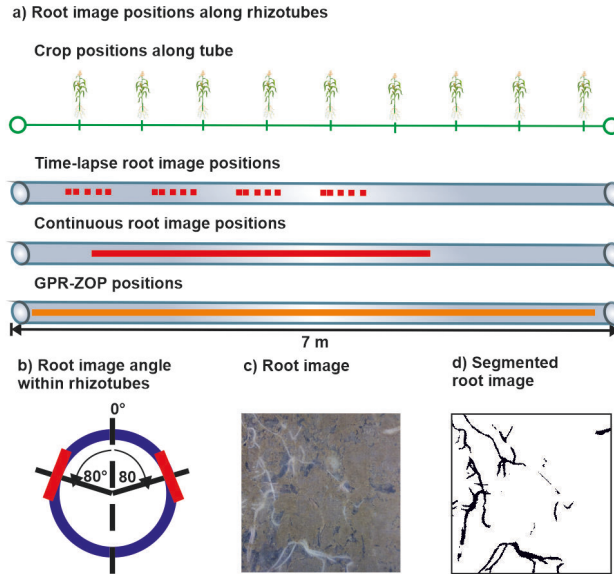 a) Root image positions along rhizotubes
Crop positions along tube
Time-lapse root image positions
Continuous root image positions
GPR-ZOP positions
7 m
b) Root image angle
within rhizotubes
c) Root image
d) Segmented
root image
0°
80° 80